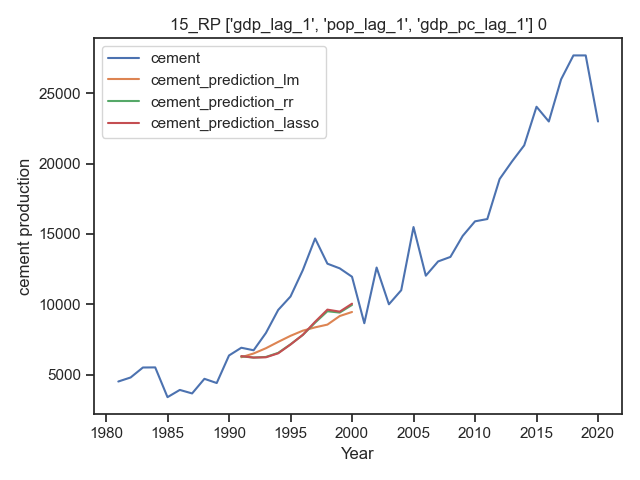 15_RP ['gdp_lag_1', 'pop_lag_1', 'gdp_pc_lag_1'] 0
cement
cement_prediction_lm
cement_prediction_rr
cement_prediction_lasso
25000
20000
15000
10000
5000
cement production
1980 1985 1990 1995 2000 2005 2010 2015 2020
Year